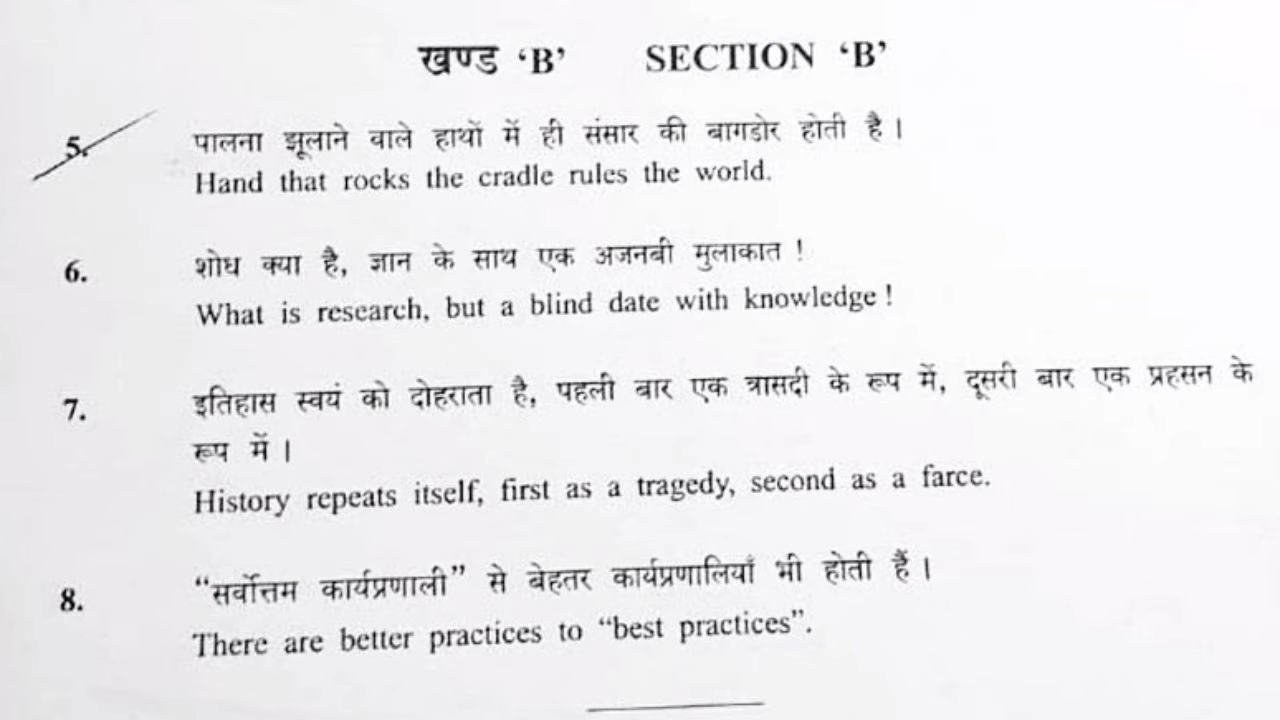 खण्ड ‘B’ SECTION ‘B’
5. पालना झूलाने वाले हाथों में ही संसार की बागडोर होती है ।
Hand that rocks the cradle rules the world.
6. शोध क्या है, ज्ञान के साथ एक अजनबी मुलाकात !
What is research, but a blind date with knowledge !
7. इतिहास स्वयं को दोहराता है, पहली बार एक त्रासदी के रूप में, दूसरी बार एक प्रहसन के
रूप में ।
History repeats itself, first as a tragedy, second as a farce.
8. “सर्वोत्तम कार्यप्रणाली” से बेहतर कार्यप्रणालियाँ भी होती हैं ।
There are better practices to “best practices”.